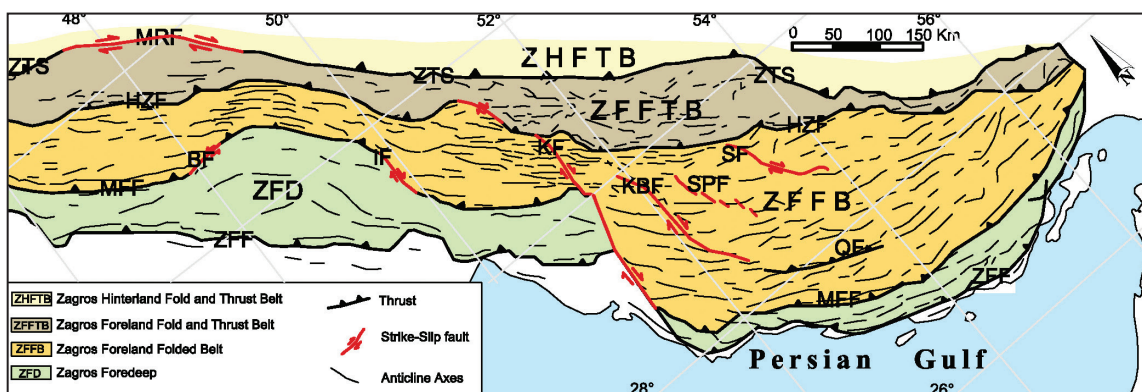 48°
50°
52°
54°
56°
MRF
0 50 100 150 Km
ZHFTB
ZTS
ZTS
ZTS
N
HZF
ZFFTB
HZF
BF
IF
KF
SF
MFF
ZFD
KBF
SPF
ZFFB
ZFF
QF
MFF
ZFF
ZHFTB Zagros Hinterland Fold and Thrust Belt
Thrust
ZFFTB Zagros Foreland Fold and Thrust Belt
Strike-Slip fault
ZFFB Zagros Foreland Folded Belt
ZFD Zagros Foredeep
Anticline Axes
Persian Gulf
28°
26°